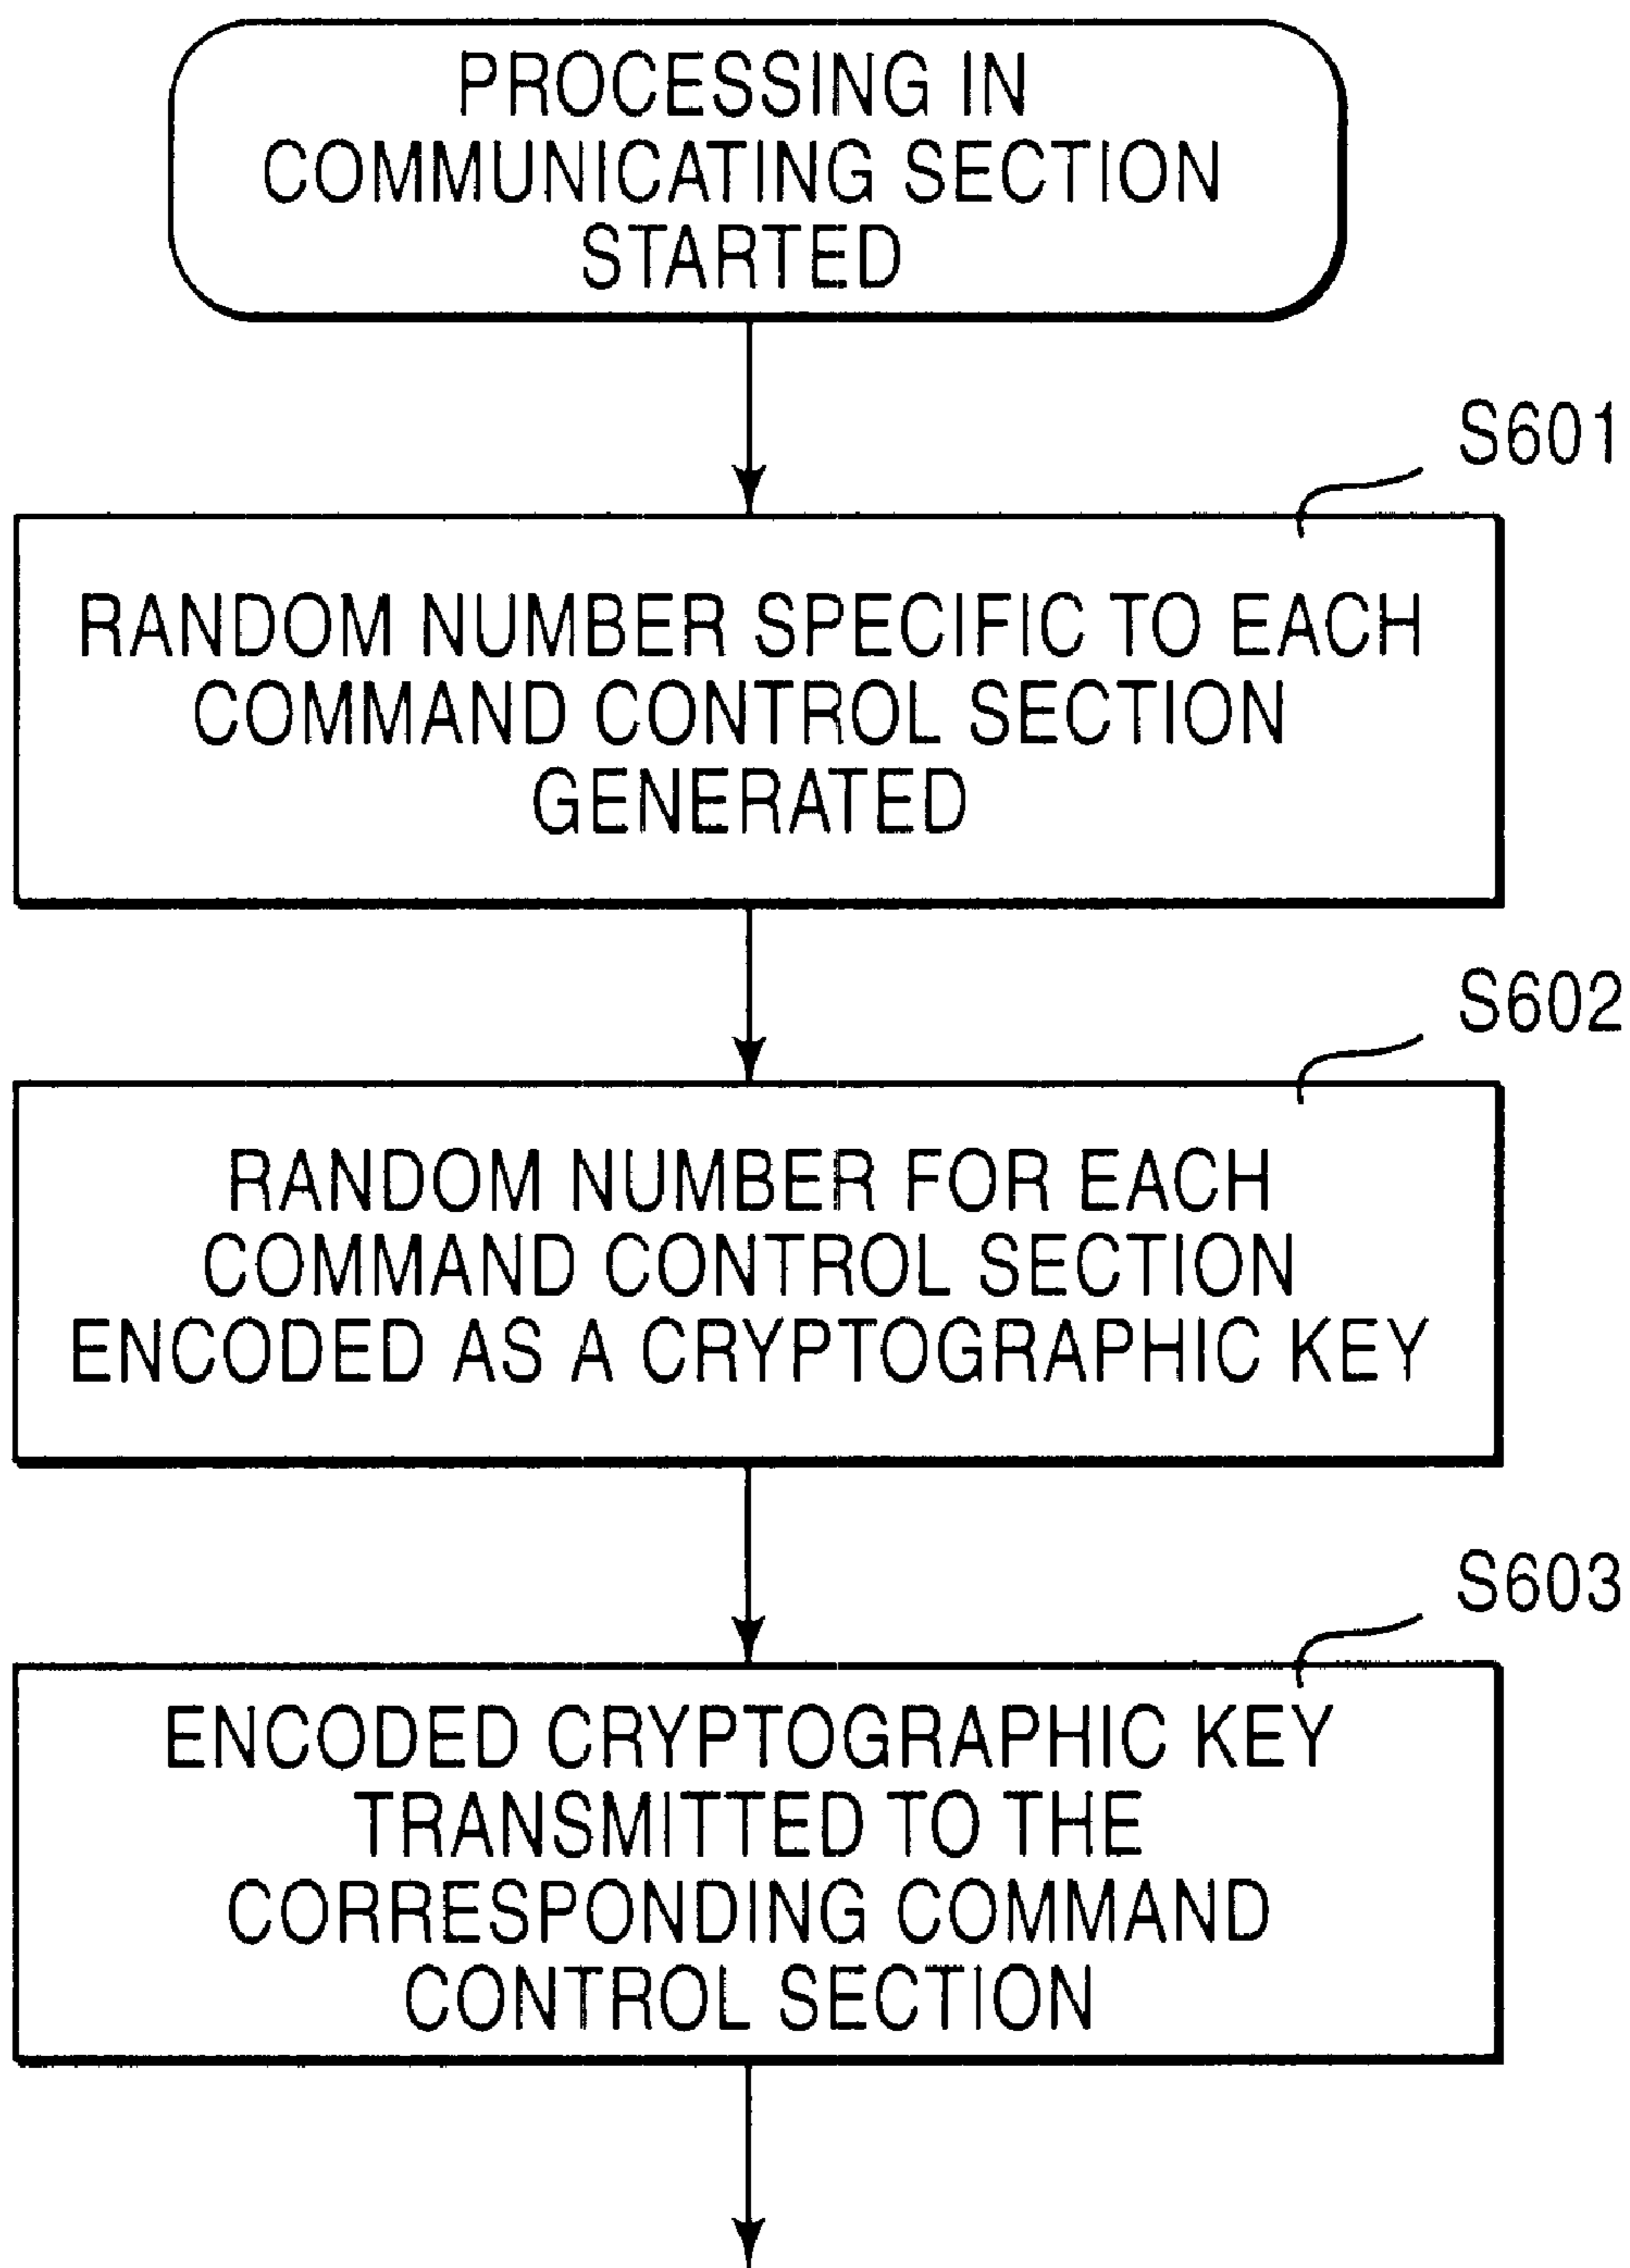 PROCESSING IN
COMMUNICATING SECTION
STARTED
S601
RANDOM NUMBER SPECIFIC TO EACH
COMMAND CONTROL SECTION
GENERATED
S602
RANDOM NUMBER FOR EACH
COMMAND CONTROL SECTION
ENCODED AS A CRYPTOGRAPHIC KEY
S603
ENCODED CRYPTOGRAPHIC KEY
TRANSMITTED TO THE
CORRESPONDING COMMAND
CONTROL SECTION